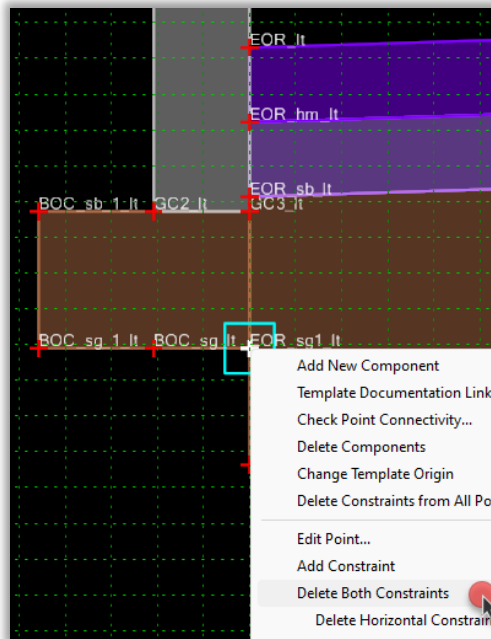 EOR_lt
EOR_hm_lt
EOR_sb_lt
BOC_sb_1_lt GC2_lt GC3_lt
BOC_sg_1_lt BOC_sg_lt EOR_sg1_lt
Add New Component
Template Documentation Link
Check Point Connectivity...
Delete Components
Change Template Origin
Delete Constraints from All Po
Edit Point...
Add Constraint
Delete Both Constraints
Delete Horizontal Constrain